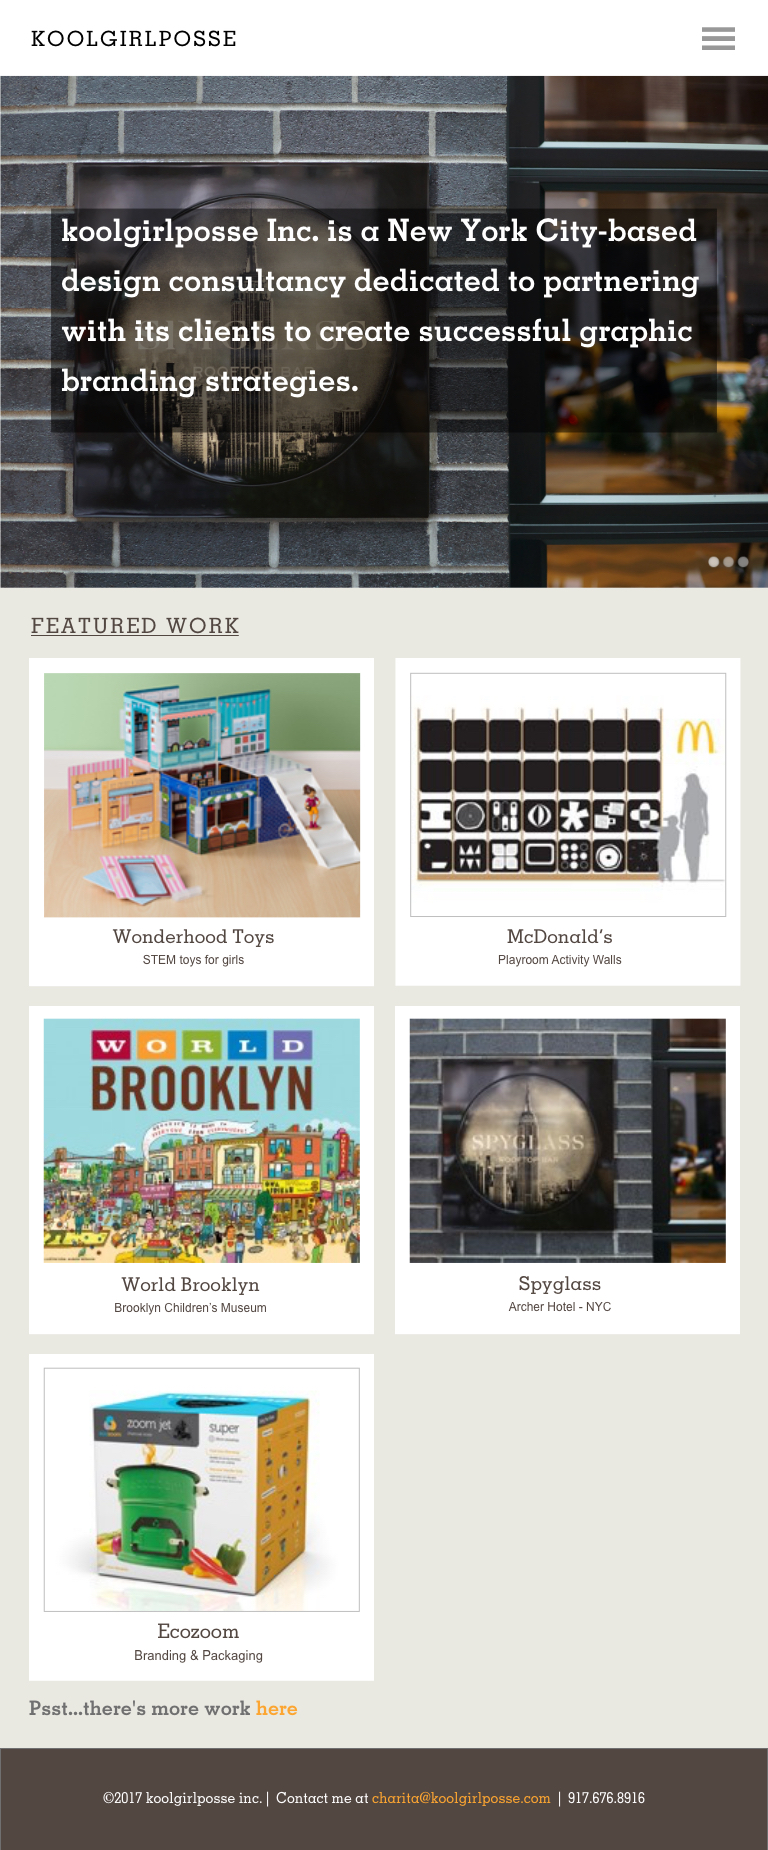 KOOLGIRLPOSSE
koolgirlposse Inc. is a New York City-based
design consultancy dedicated to partnering
with its clients to create successful graphic
branding strategies.
FEATURED WORK
Wonderhood Toys
STEM toys for girls
McDonald’s
Playroom Activity Walls
WORLD
BROOKLYN
World Brooklyn
Brooklyn Children’s Museum
SPYGLASS
ROOFTOP BAR
Spyglass
Archer Hotel - NYC
zoom jet
super
Ecozoom
Branding & Packaging
Psst...there's more work here
©2017 koolgirlposse inc. | Contact me at charita@koolgirlposse.com | 917.676.8916